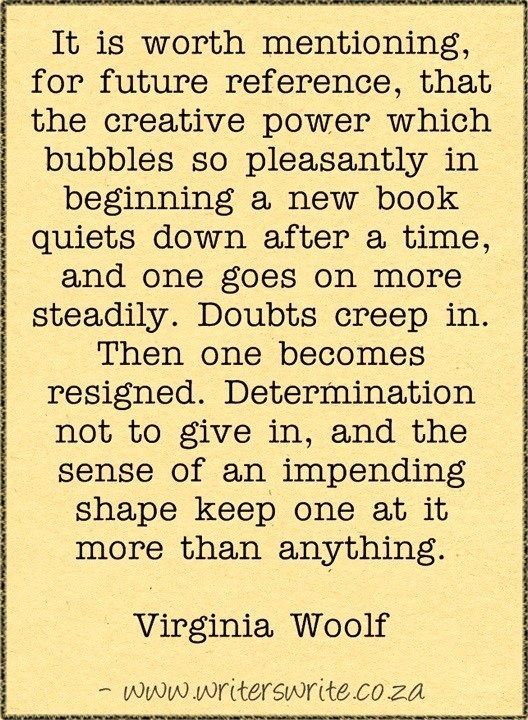 It is worth mentioning,
for future reference, that
the creative power which
bubbles so pleasantly in
beginning a new book
quiets down after a time,
and one goes on more
steadily. Doubts creep in.
Then one becomes
resigned. Determination
not to give in, and the
sense of an impending
shape keep one at it
more than anything.
Virginia Woolf
- www.writerswrite.co.za